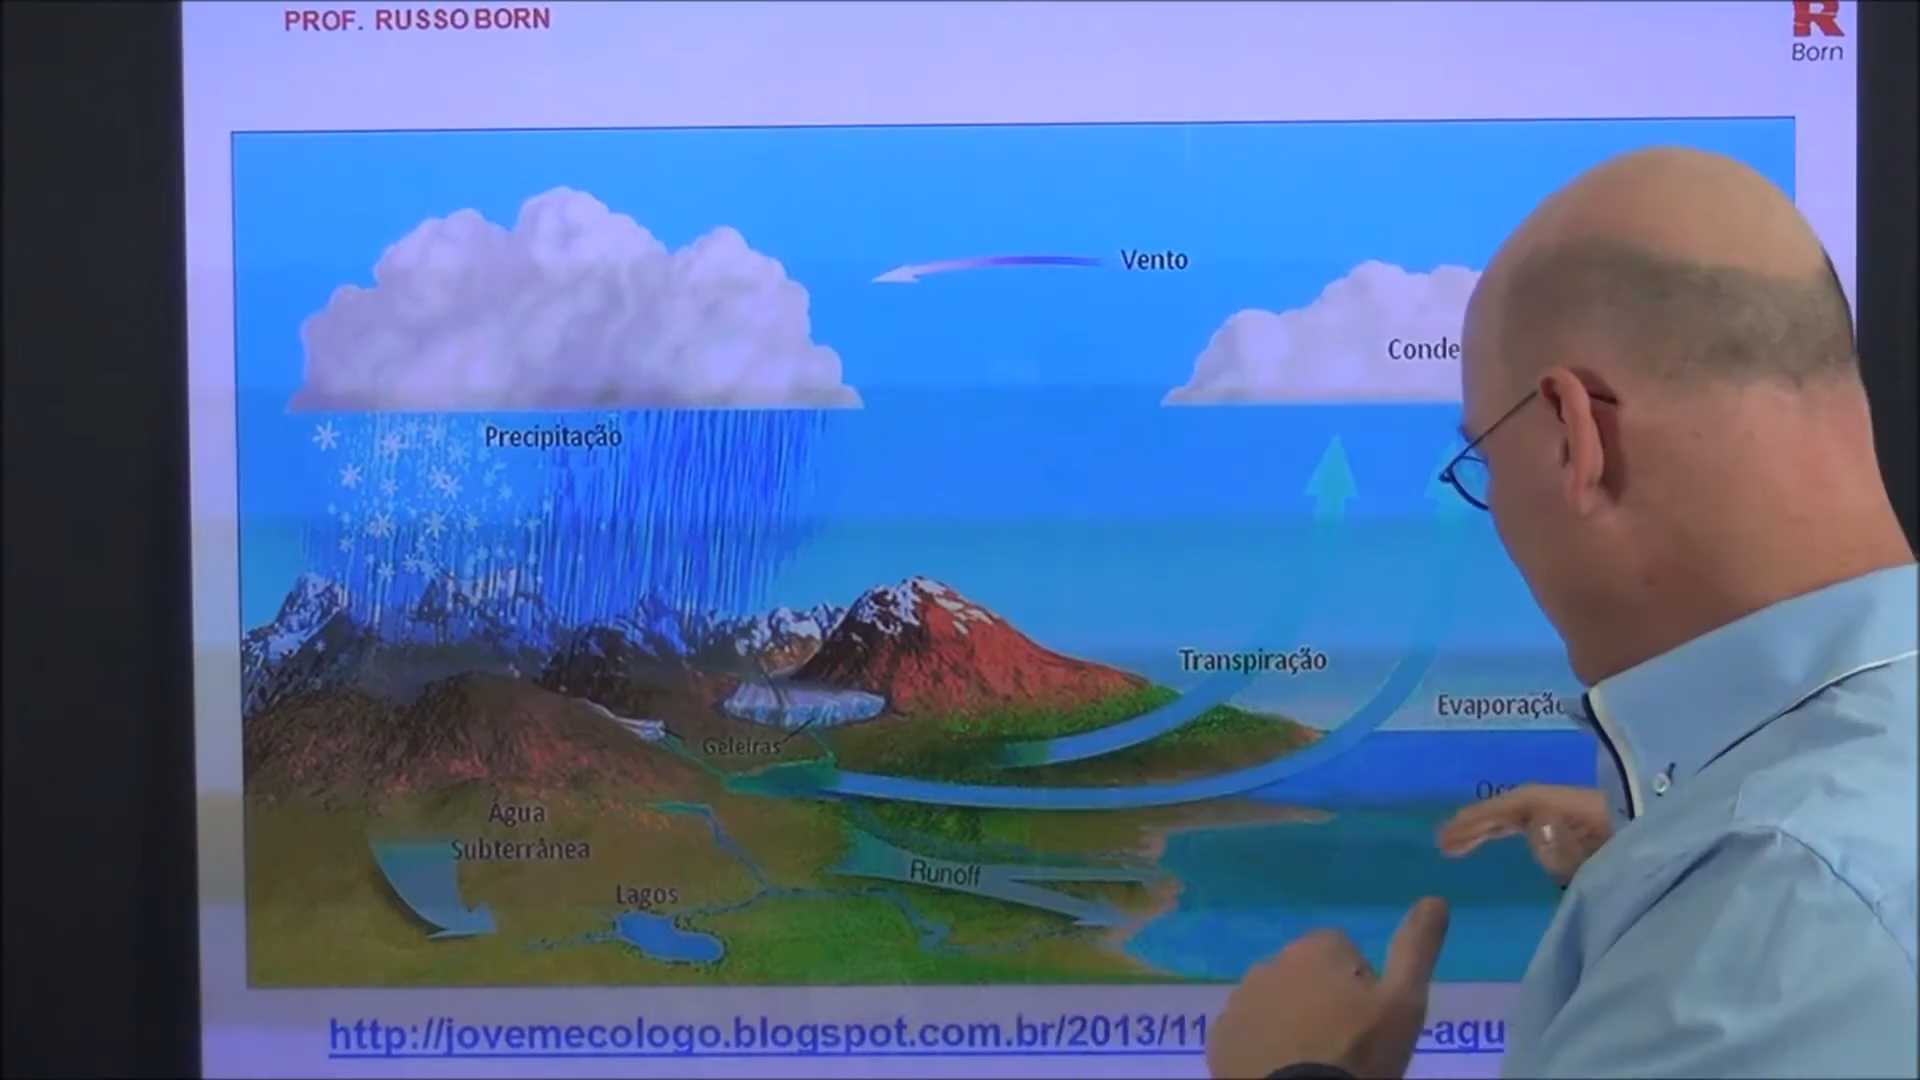 PROF. RUSSO BORN
R
Born
Vento
Conde
Precipitação
Transpiração
Evaporaçã
Geleiras
Água
Subterrânea
Runoff
Lagos
http://jovemecologo.blogspot.com.br/2013/11
-agu